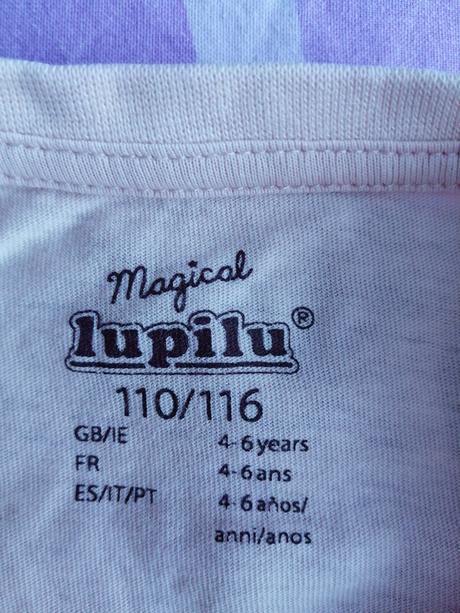 Magical
lupilu®
110/116
GB/IE 4-6 years
FR 4-6 ans
ES/IT/PT 4-6 años/
anni/anos